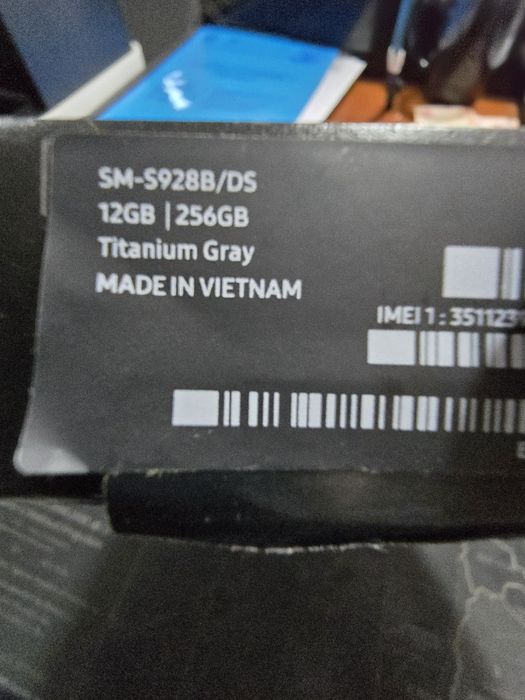 SM-S928B/DS
12GB | 256GB
Titanium Gray
MADE IN VIETNAM
IMEI 1 : 351123